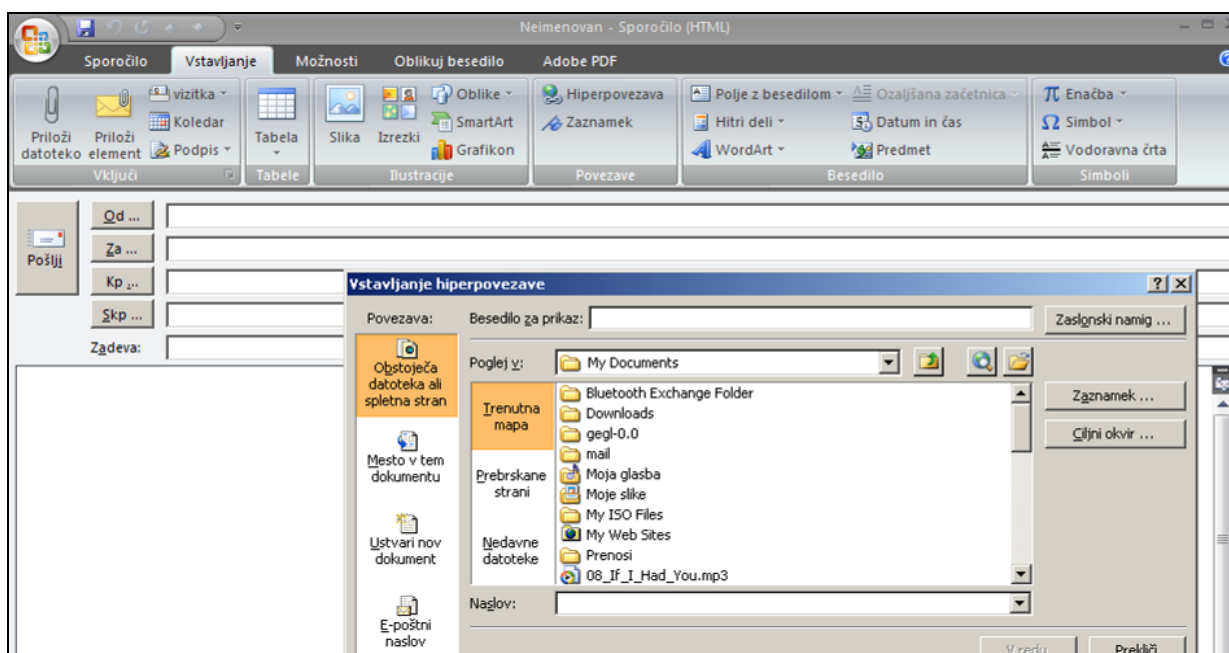 Neimenovan - Sporočilo (HTML)
Sporočilo Vstavljanje Možnosti Oblikuj besedilo Adobe PDF
Priloži datoteko
Priloži element
vizitka
Koledar
Podpis
Vključi
Tabela
Tabele
Slika
Izrezki
Oblike
SmartArt
Grafikon
Ilustracije
Hiperpovezava
Zaznamek
Povezave
Polje z besedilom
Hitri deli
WordArt
Ozaljšana začetnica
Datum in čas
Predmet
Besedilo
π Enačba
Ω Simbol
Vodoravna črta
Simboli
Pošlji
Od ...
Za ...
Kp ...
Skp ...
Zadeva:
Vstavljanje hiperpovezave
Povezava:
Besedilo za prikaz:
Zaslonski namig ...
Obstoječa
datoteka ali
spletna stran
Mesto v tem
dokumentu
Ustvari nov
dokument
E-poštni
naslov
Poglej v:
My Documents
Trenutna
mapa
Prebrskane
strani
Nedavne
datoteke
Bluetooth Exchange Folder
Downloads
gegl-0.0
mail
Moja glasba
Moje slike
My ISO Files
My Web Sites
Prenosi
08_If_I_Had_You.mp3
Zaznamek ...
Ciljni okvir ...
Naslov:
V redu
Prekliči